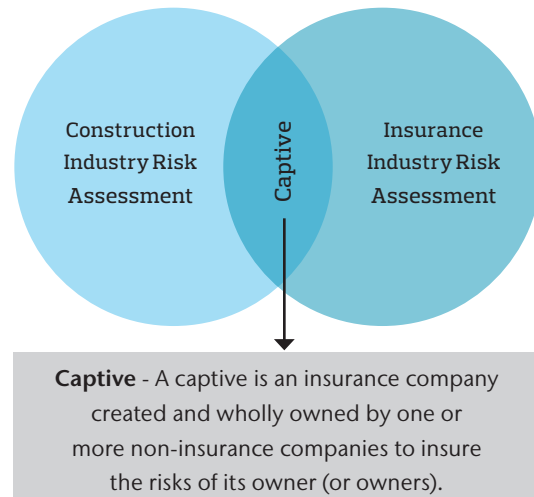 Construction
Industry Risk
Assessment
Captive
Insurance
Industry Risk
Assessment
Captive - A captive is an insurance company
created and wholly owned by one or
more non-insurance companies to insure
the risks of its owner (or owners).